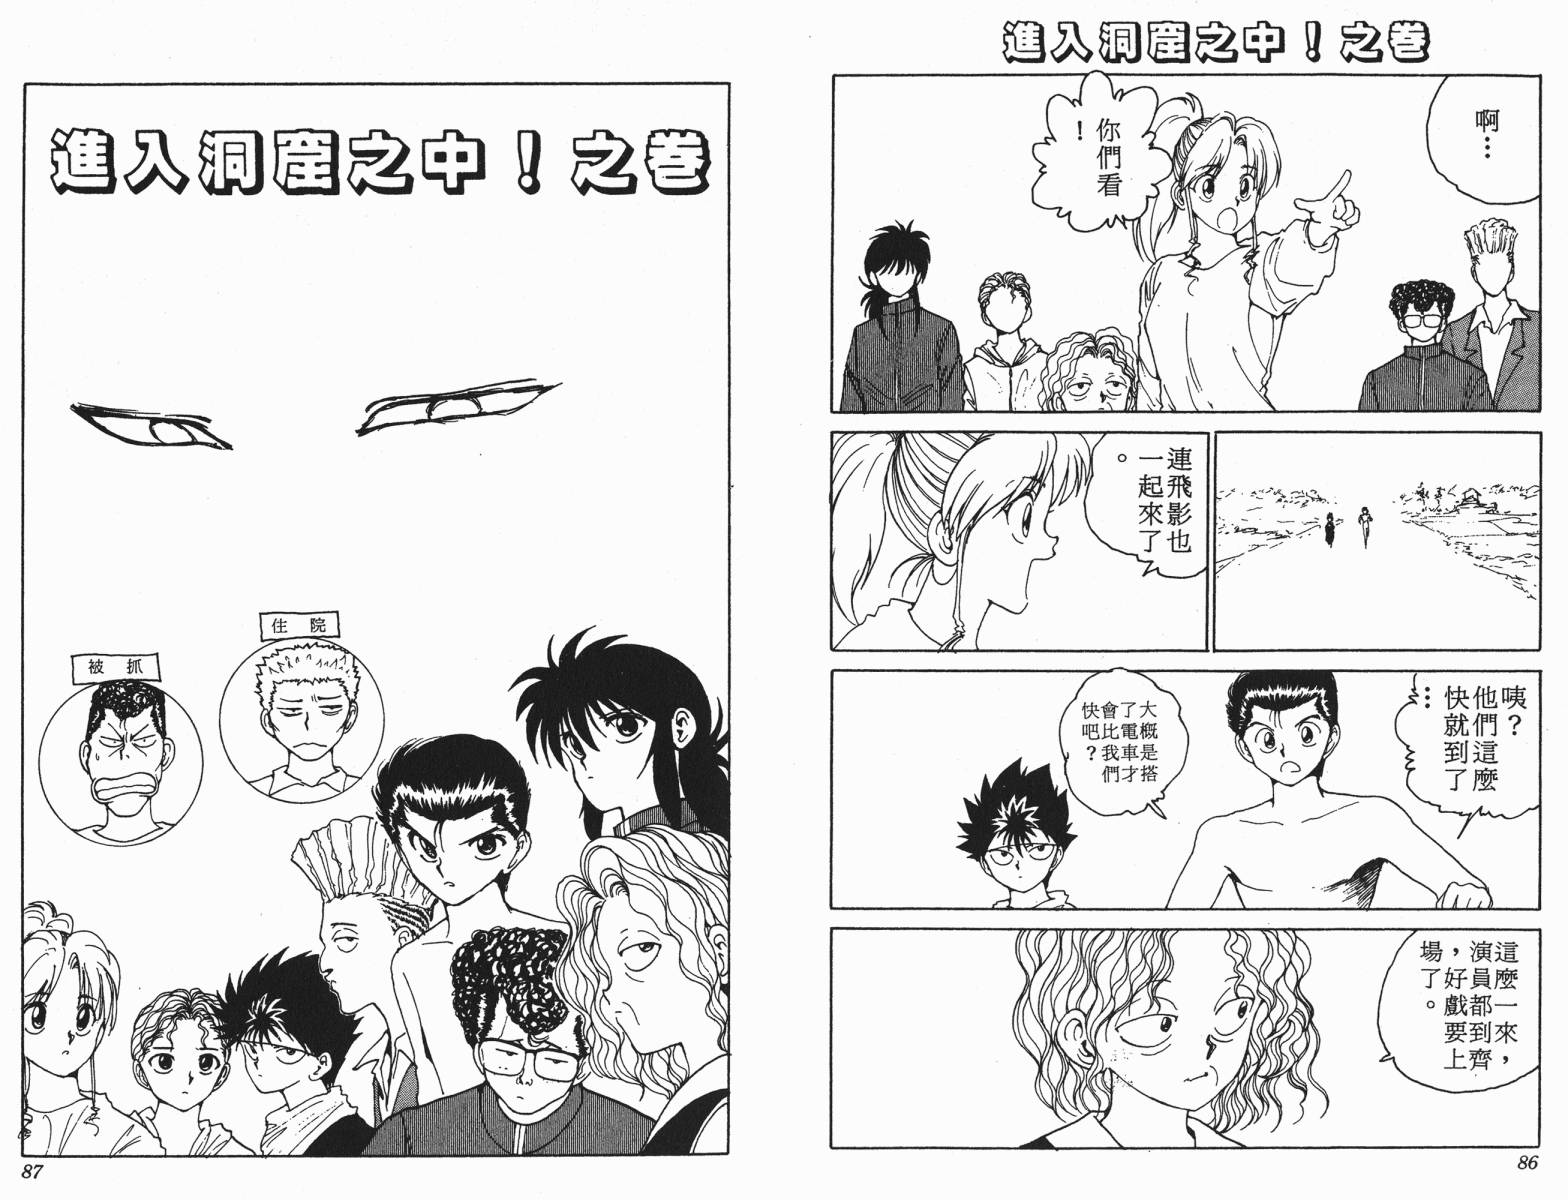 進入洞窟之中！之巻
啊…
你們看
！
連飛影也
一起來了
。
咦？
他們這麼
快就到了
…
大概是搭
了電車才
會比我們
快吧？
這麼一來，
演員都到齊
，好戲要上
場了。
86
進入洞窟之中！之巻
住院
被抓
87